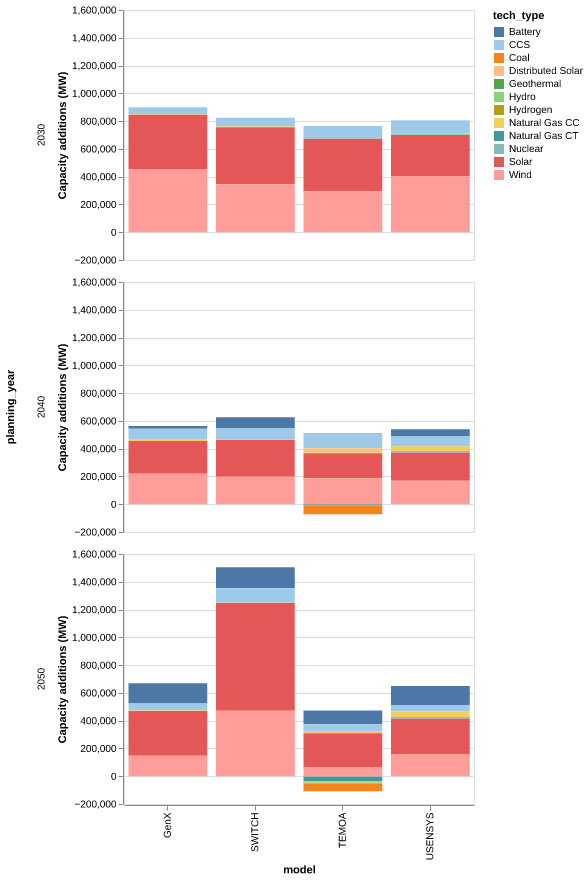 1,600,000
1,400,000
1,200,000
1,000,000
800,000
600,000
400,000
200,000
0
−200,000
Capacity additions (MW)
2030
1,600,000
1,400,000
1,200,000
1,000,000
800,000
600,000
400,000
200,000
0
−200,000
Capacity additions (MW)
2040
planning_year
1,600,000
1,400,000
1,200,000
1,000,000
800,000
600,000
400,000
200,000
0
−200,000
Capacity additions (MW)
2050
GenX
SWITCH
TEMOA
USENSYS
model
tech_type
Battery
CCS
Coal
Distributed Solar
Geothermal
Hydro
Hydrogen
Natural Gas CC
Natural Gas CT
Nuclear
Solar
Wind